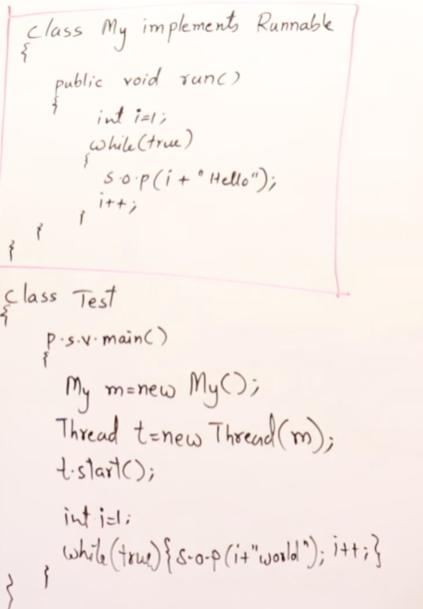 class My implements Runnable
{
public void run()
{
int i=1;
while(true)
{
s.o.p(i + "Hello");
i++;
}
}
}
class Test
{
p.s.v.main()
{
My m=new My();
Thread t=new Thread(m);
t.start();
int i=1;
while(true){s.o.p(i+"world"); i++;}
}
}